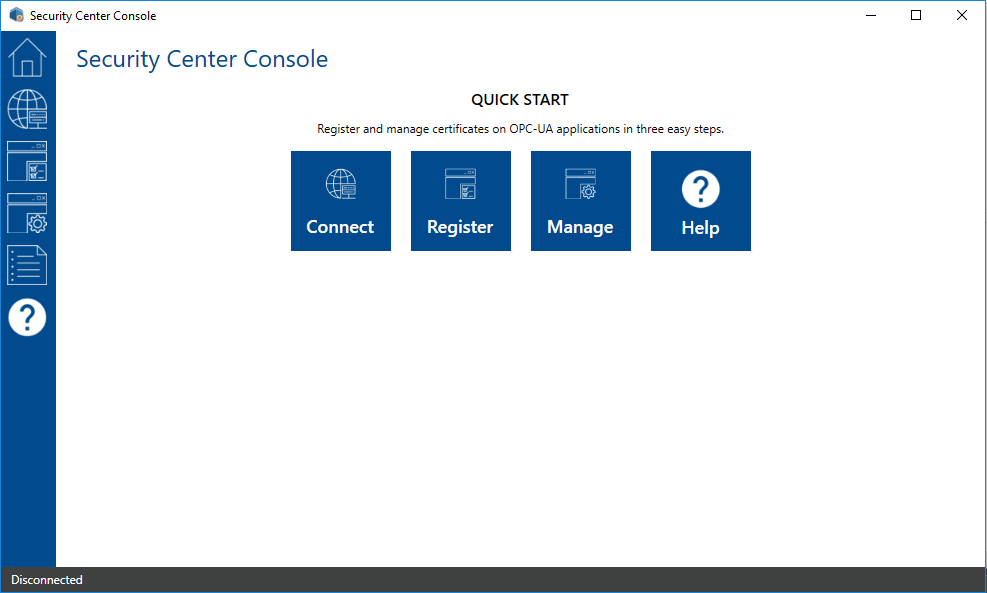 Security Center Console
Security Center Console
QUICK START
Register and manage certificates on OPC-UA applications in three easy steps.
Connect
Register
Manage
Help
Disconnected